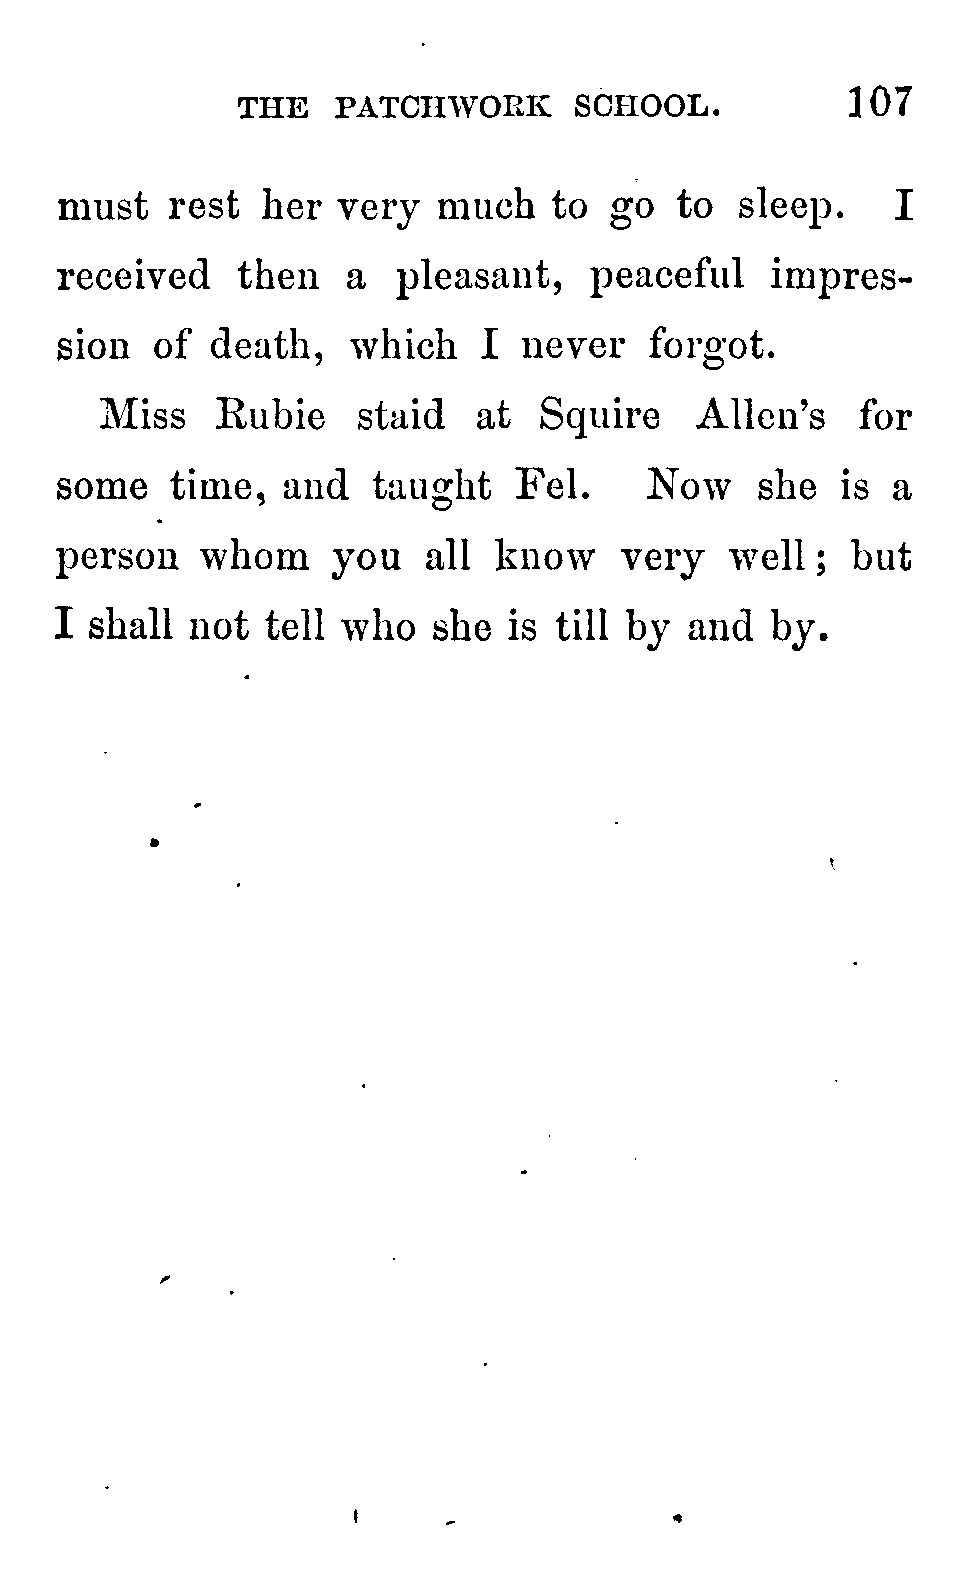 THE PATCHWORK SCHOOL. 107
must rest her very much to go to sleep. I
received then a pleasant, peaceful impres-
sion of death, which I never forgot.
Miss Rubie staid at Squire Allen's for
some time, and taught Fel. Now she is a
person whom you all know very well; but
I shall not tell who she is till by and by.